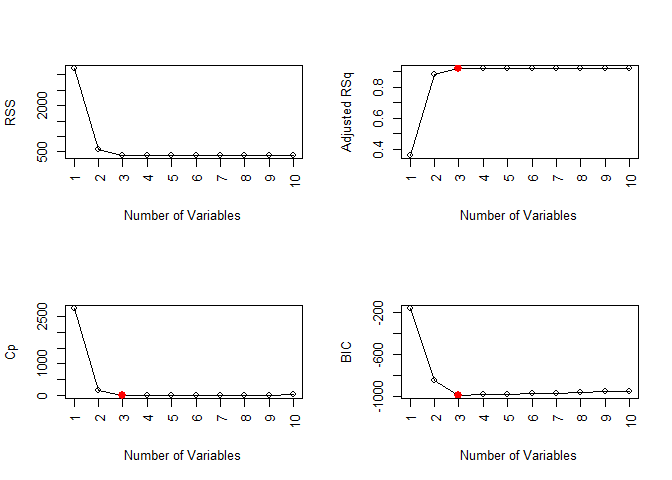 RSS
500
2000
1 2 3 4 5 6 7 8 9 10
Number of Variables
Adjusted RSq
0.4 0.6 0.8
1 2 3 4 5 6 7 8 9 10
Number of Variables
Cp
0 1000 2500
1 2 3 4 5 6 7 8 9 10
Number of Variables
BIC
-1000 -600 -200
1 2 3 4 5 6 7 8 9 10
Number of Variables